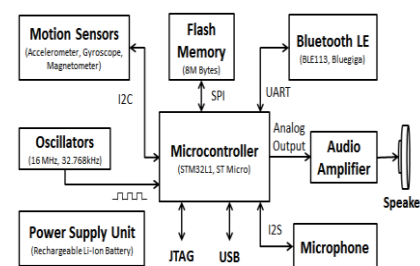 Motion Sensors
(Accelerometer, Gyroscope,
Magnetometer)
Flash
Memory
(8M Bytes)
Bluetooth LE
(BLE113, Bluegiga)
I2C
SPI
UART
Oscillators
(16 MHz, 32.768kHz)
Microcontroller
(STM32L1, ST Micro)
Analog
Output
Audio
Amplifier
Speake
Power Supply Unit
(Rechargeable Li-Ion Battery)
JTAG
USB
I2S
Microphone